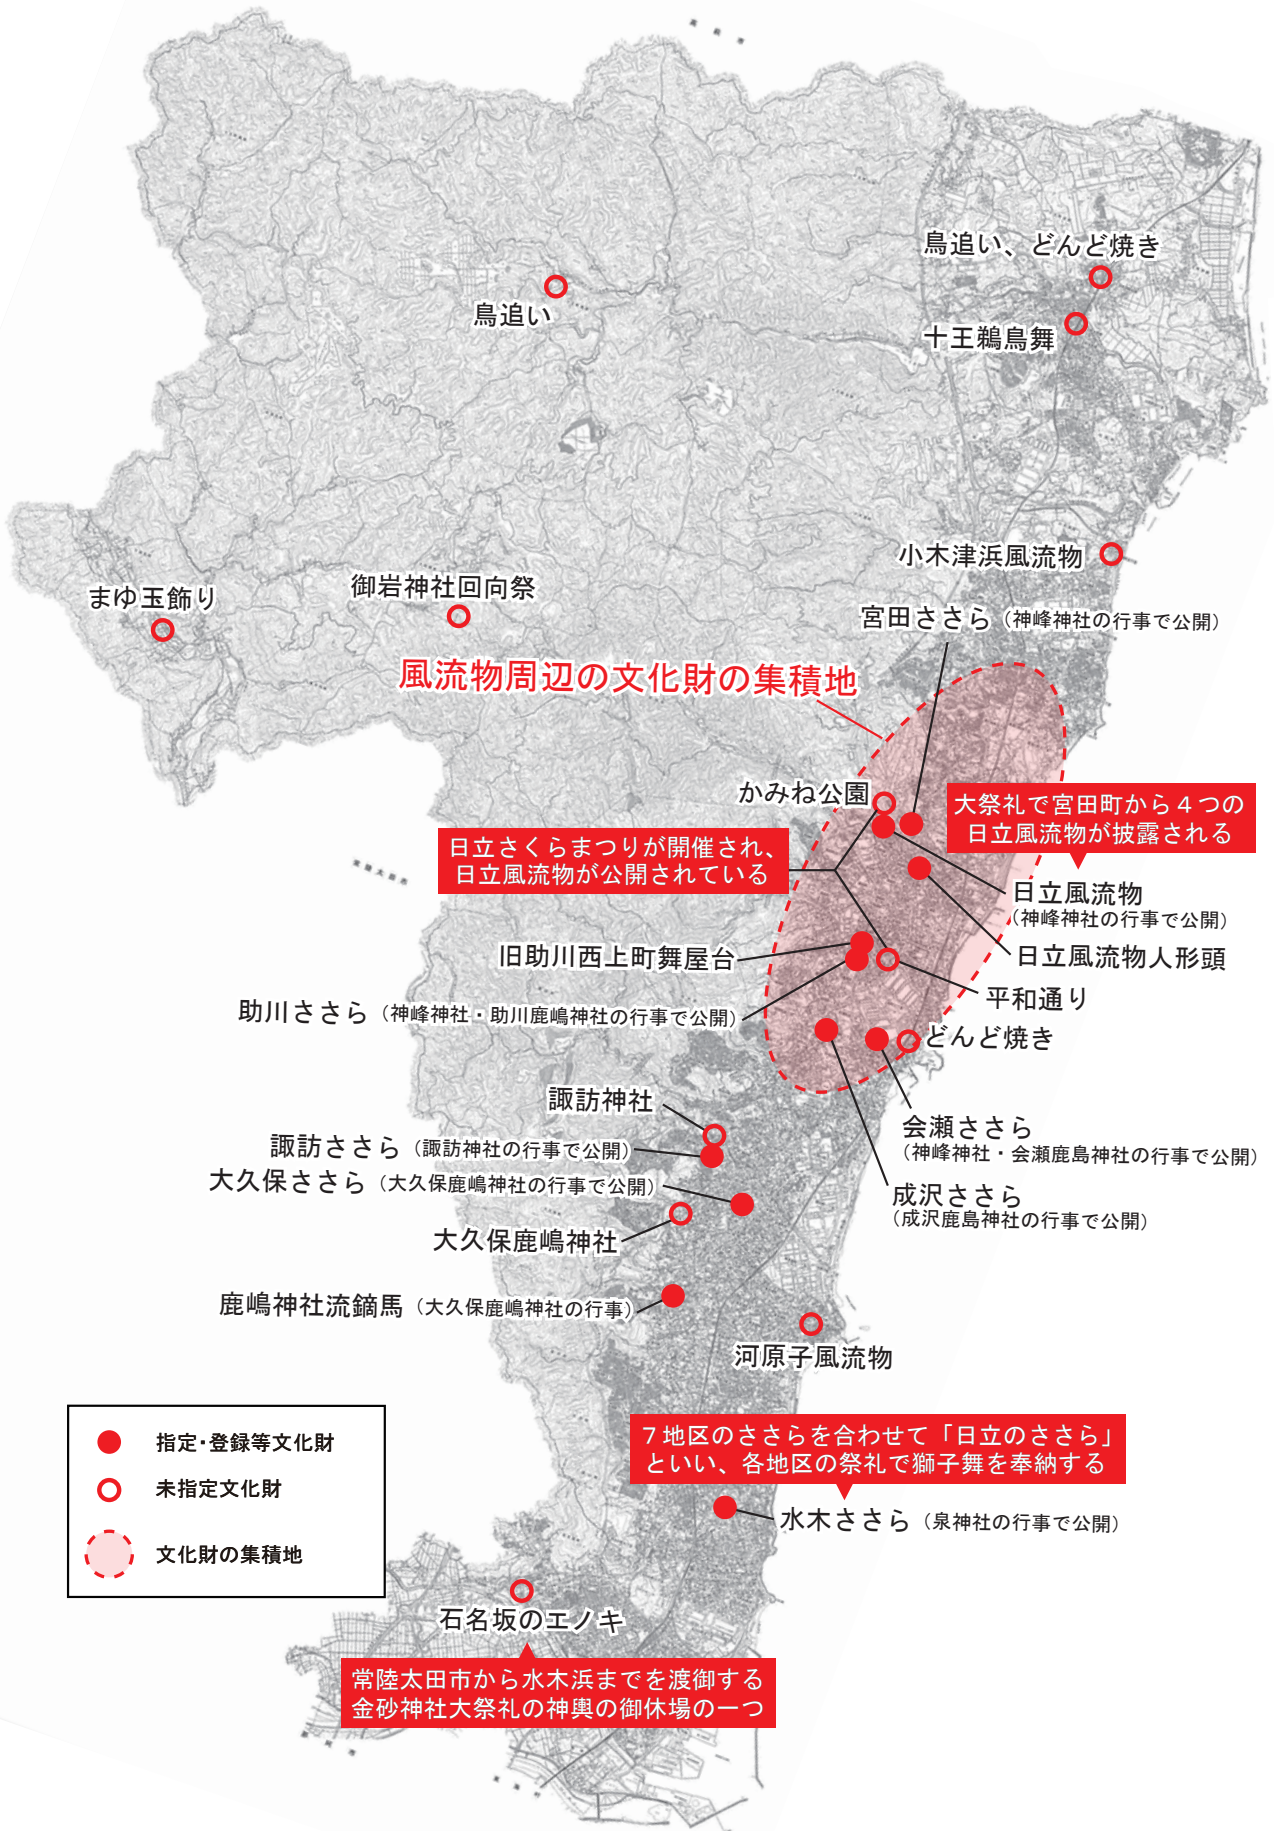 高萩市
鳥追い、どんど焼き
鳥追い
十王鵜鳥舞
小木津浜風流物
まゆ玉飾り
御岩神社回向祭
宮田ささら（神峰神社の行事で公開）
風流物周辺の文化財の集積地
かみね公園
大祭礼で宮田町から４つの
日立風流物が披露される
日立さくらまつりが開催され、
日立風流物が公開されている
常陸太田市
日立風流物
（神峰神社の行事で公開）
旧助川西上町舞屋台
日立風流物人形頭
平和通り
助川ささら（神峰神社・助川鹿嶋神社の行事で公開）
どんど焼き
諏訪神社
会瀬ささら
（神峰神社・会瀬鹿島神社の行事で公開）
諏訪ささら（諏訪神社の行事で公開）
大久保ささら（大久保鹿嶋神社の行事で公開）
成沢ささら
（成沢鹿島神社の行事で公開）
大久保鹿嶋神社
鹿嶋神社流鏑馬（大久保鹿嶋神社の行事）
河原子風流物
指定・登録等文化財
未指定文化財
文化財の集積地
７地区のささらを合わせて「日立のささら」
といい、各地区の祭礼で獅子舞を奉納する
水木ささら（泉神社の行事で公開）
石名坂のエノキ
常陸太田市から水木浜までを渡御する
金砂神社大祭礼の神輿の御休場の一つ
那珂市
東海村